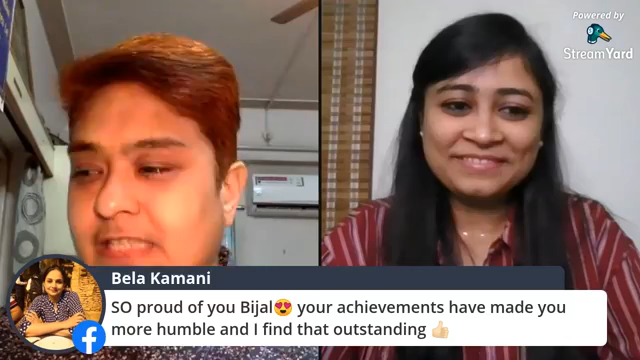 Powered by
StreamYard
Bela Kamani
SO proud of you Bijal😍 your achievements have made you
more humble and I find that outstanding 👍🏼